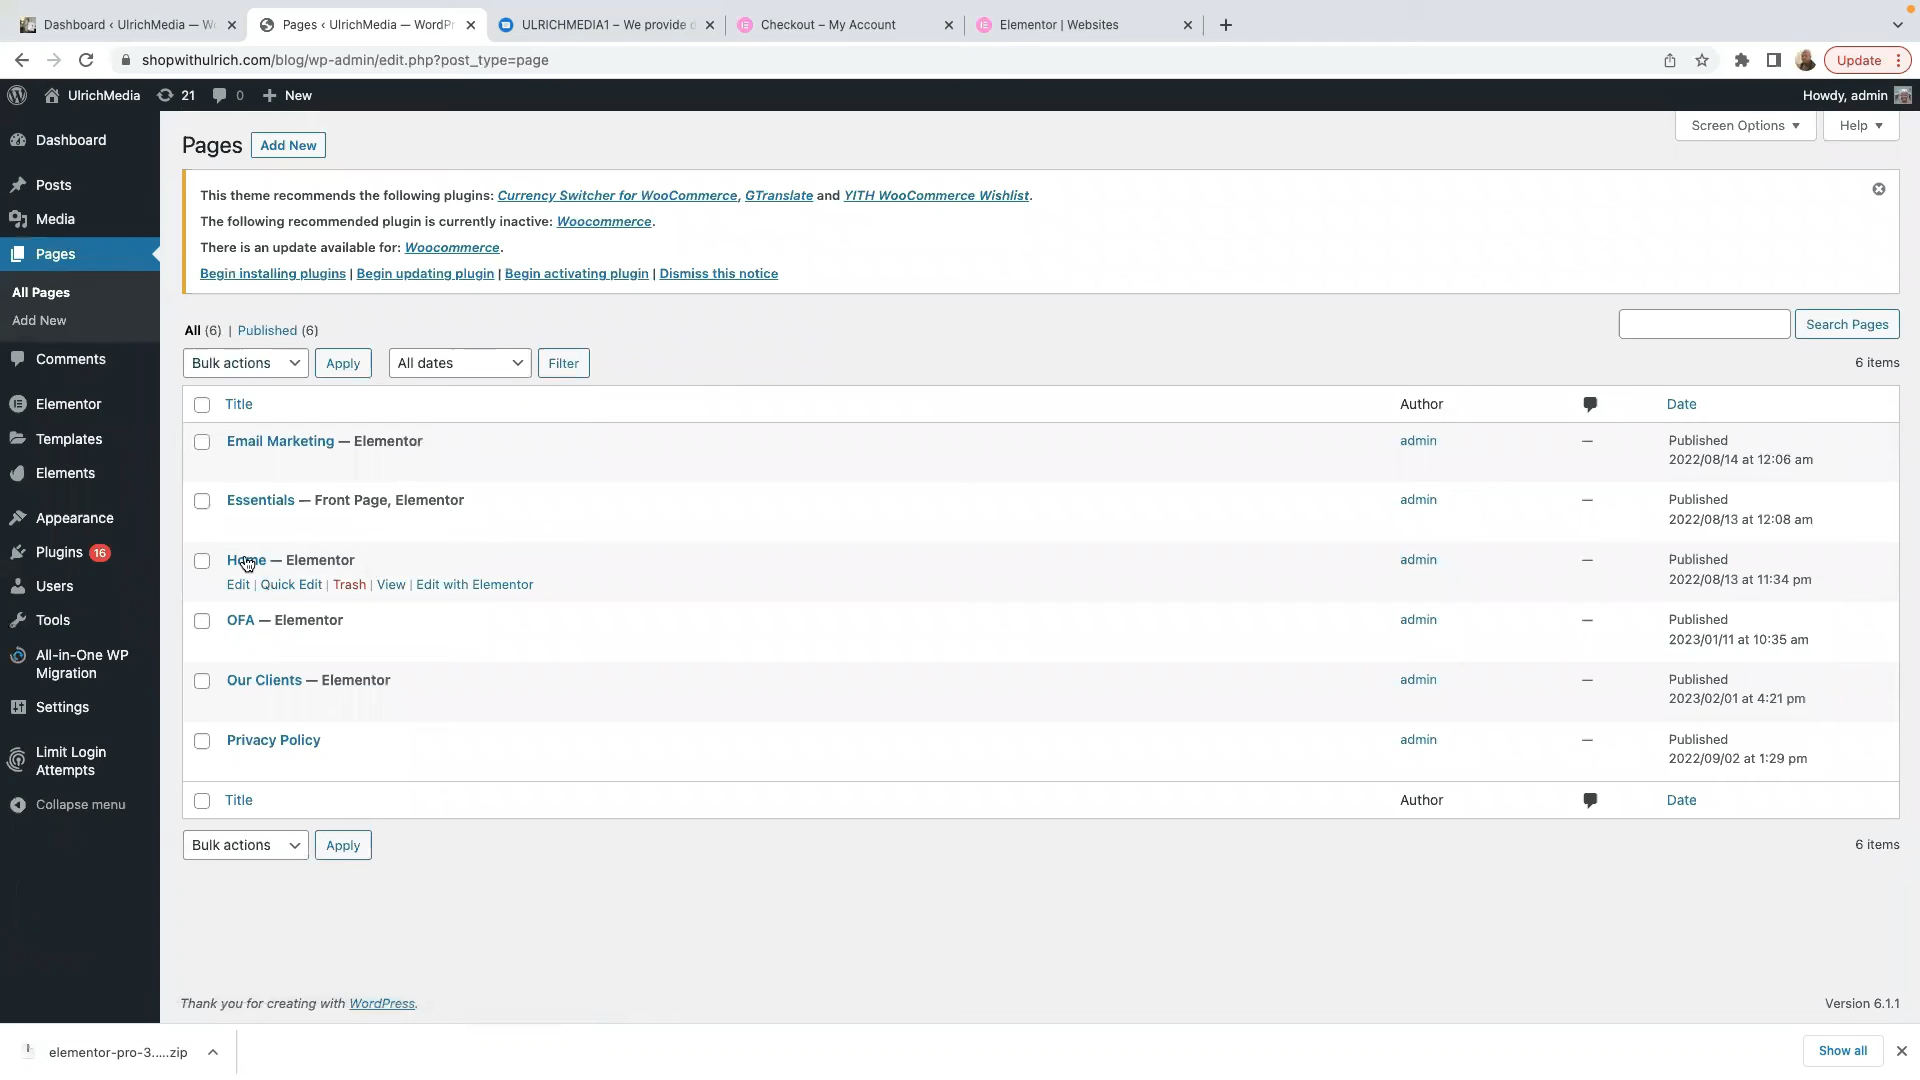 Dashboard ‹ UlrichMedia — W
Pages ‹ UlrichMedia — WordPr
ULRICHMEDIA1 – We provide d
Checkout – My Account
Elementor | Websites
shopwithulrich.com/blog/wp-admin/edit.php?post_type=page
Update
UlrichMedia 21 0 + New
Howdy, admin
Dashboard
Posts
Media
Pages
All Pages
Add New
Comments
Elementor
Templates
Elements
Appearance
Plugins 16
Users
Tools
All-in-One WP
Migration
Settings
Limit Login
Attempts
Collapse menu
Screen Options
Help
Pages
Add New
This theme recommends the following plugins: Currency Switcher for WooCommerce, GTranslate and YITH WooCommerce Wishlist.
The following recommended plugin is currently inactive: Woocommerce.
There is an update available for: Woocommerce.
Begin installing plugins | Begin updating plugin | Begin activating plugin | Dismiss this notice
All (6) | Published (6)
Search Pages
Bulk actions
Apply
All dates
Filter
6 items
Title
Author
Date
Email Marketing — Elementor
admin
—
Published
2022/08/14 at 12:06 am
Essentials — Front Page, Elementor
admin
—
Published
2022/08/13 at 12:08 am
Home — Elementor
Edit | Quick Edit | Trash | View | Edit with Elementor
admin
—
Published
2022/08/13 at 11:34 pm
OFA — Elementor
admin
—
Published
2023/01/11 at 10:35 am
Our Clients — Elementor
admin
—
Published
2023/02/01 at 4:21 pm
Privacy Policy
admin
—
Published
2022/09/02 at 1:29 pm
Title
Author
Date
Bulk actions
Apply
6 items
Thank you for creating with WordPress.
Version 6.1.1
elementor-pro-3.....zip
Show all